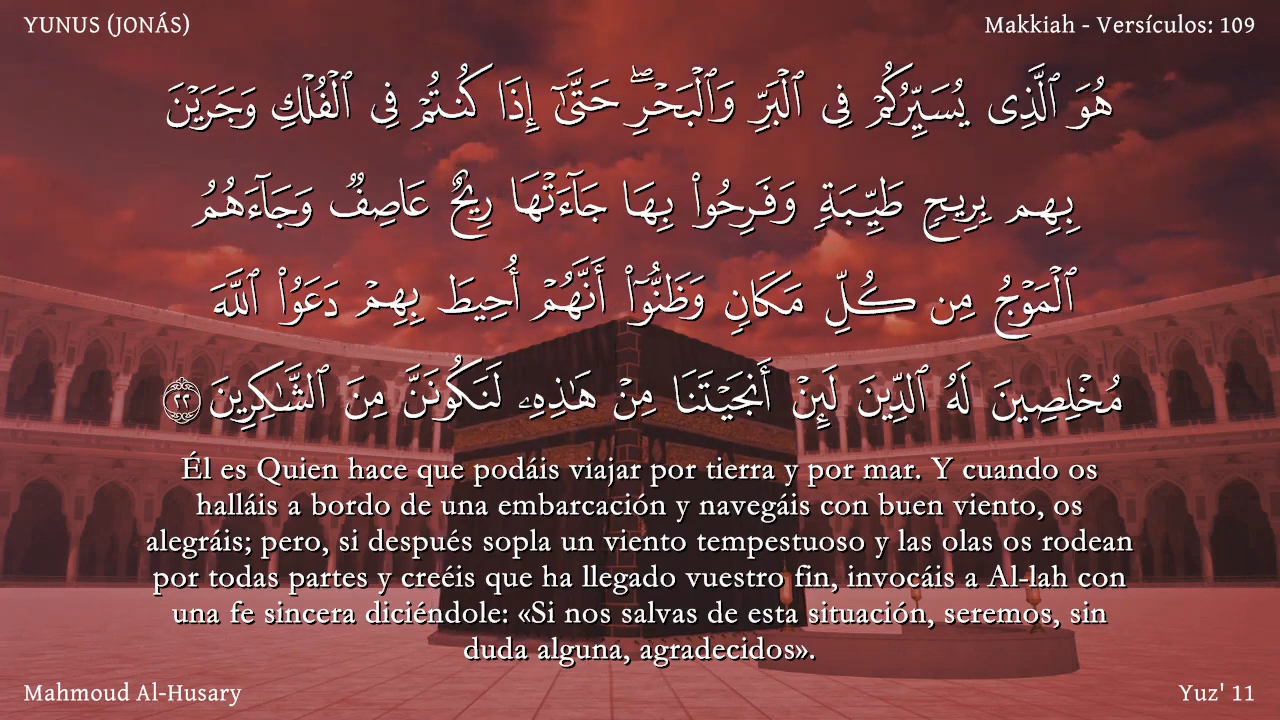 YUNUS (JONÁS)
Makkiah - Versículos: 109
هُوَ ٱلَّذِى يُسَيِّرُكُمْ فِى ٱلْبَرِّ وَٱلْبَحْرِ ۖ حَتَّىٰٓ إِذَا كُنتُمْ فِى ٱلْفُلْكِ وَجَرَيْنَ
بِهِم بِرِيحٍ طَيِّبَةٍ وَفَرِحُوا۟ بِهَا جَآءَتْهَا رِيحٌ عَاصِفٌ وَجَآءَهُمُ
ٱلْمَوْجُ مِن كُلِّ مَكَانٍ وَظَنُّوٓا۟ أَنَّهُمْ أُحِيطَ بِهِمْ ۙ دَعَوُا۟ ٱللَّهَ
مُخْلِصِينَ لَهُ ٱلدِّينَ لَئِنْ أَنجَيْتَنَا مِنْ هَـٰذِهِۦ لَنَكُونَنَّ مِنَ ٱلشَّـٰكِرِينَ ٢٢
Él es Quien hace que podáis viajar por tierra y por mar. Y cuando os
halláis a bordo de una embarcación y navegáis con buen viento, os
alegráis; pero, si después sopla un viento tempestuoso y las olas os rodean
por todas partes y creéis que ha llegado vuestro fin, invocáis a Al-lah con
una fe sincera diciéndole: «Si nos salvas de esta situación, seremos, sin
duda alguna, agradecidos».
Mahmoud Al-Husary
Yuz' 11